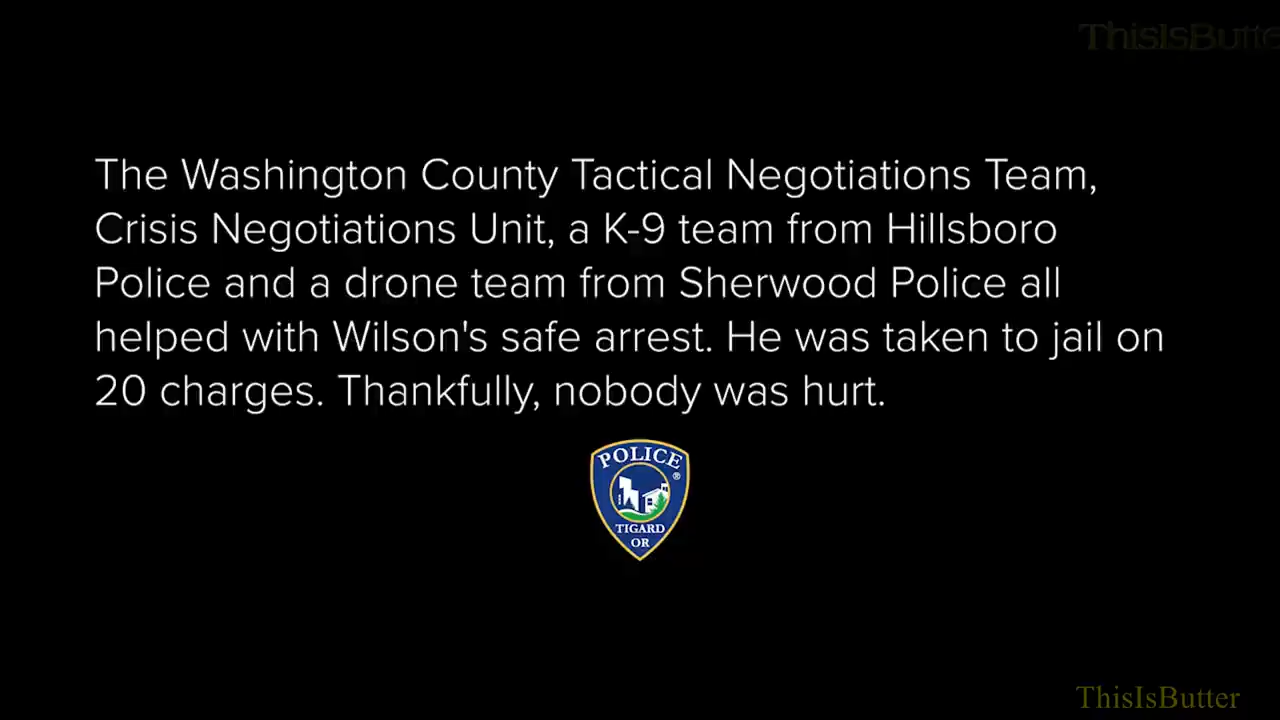 ThisIsButte
The Washington County Tactical Negotiations Team,
Crisis Negotiations Unit, a K-9 team from Hillsboro
Police and a drone team from Sherwood Police all
helped with Wilson's safe arrest. He was taken to jail on
20 charges. Thankfully, nobody was hurt.
POLICE
®
TIGARD
OR
ThisIsButter